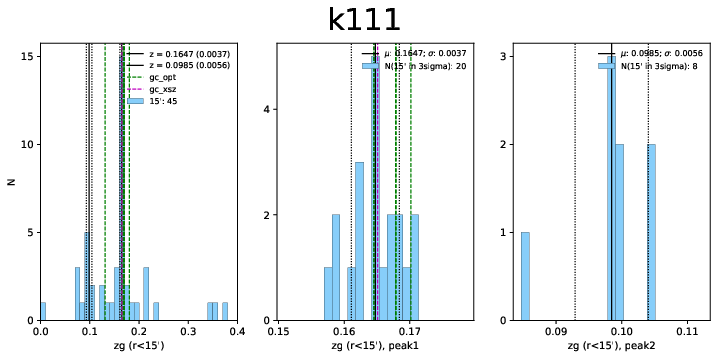 k111
z = 0.1647 (0.0037)
z = 0.0985 (0.0056)
gc_opt
gc_xsz
15': 45
N
0
5
10
15
0.0
0.1
0.2
0.3
0.4
zg (r<15')
μ: 0.1647; σ: 0.0037
N(15' in 3sigma): 20
0
2
4
0.15
0.16
0.17
zg (r<15'), peak1
μ: 0.0985; σ: 0.0056
N(15' in 3sigma): 8
0
1
2
3
0.09
0.10
0.11
zg (r<15'), peak2